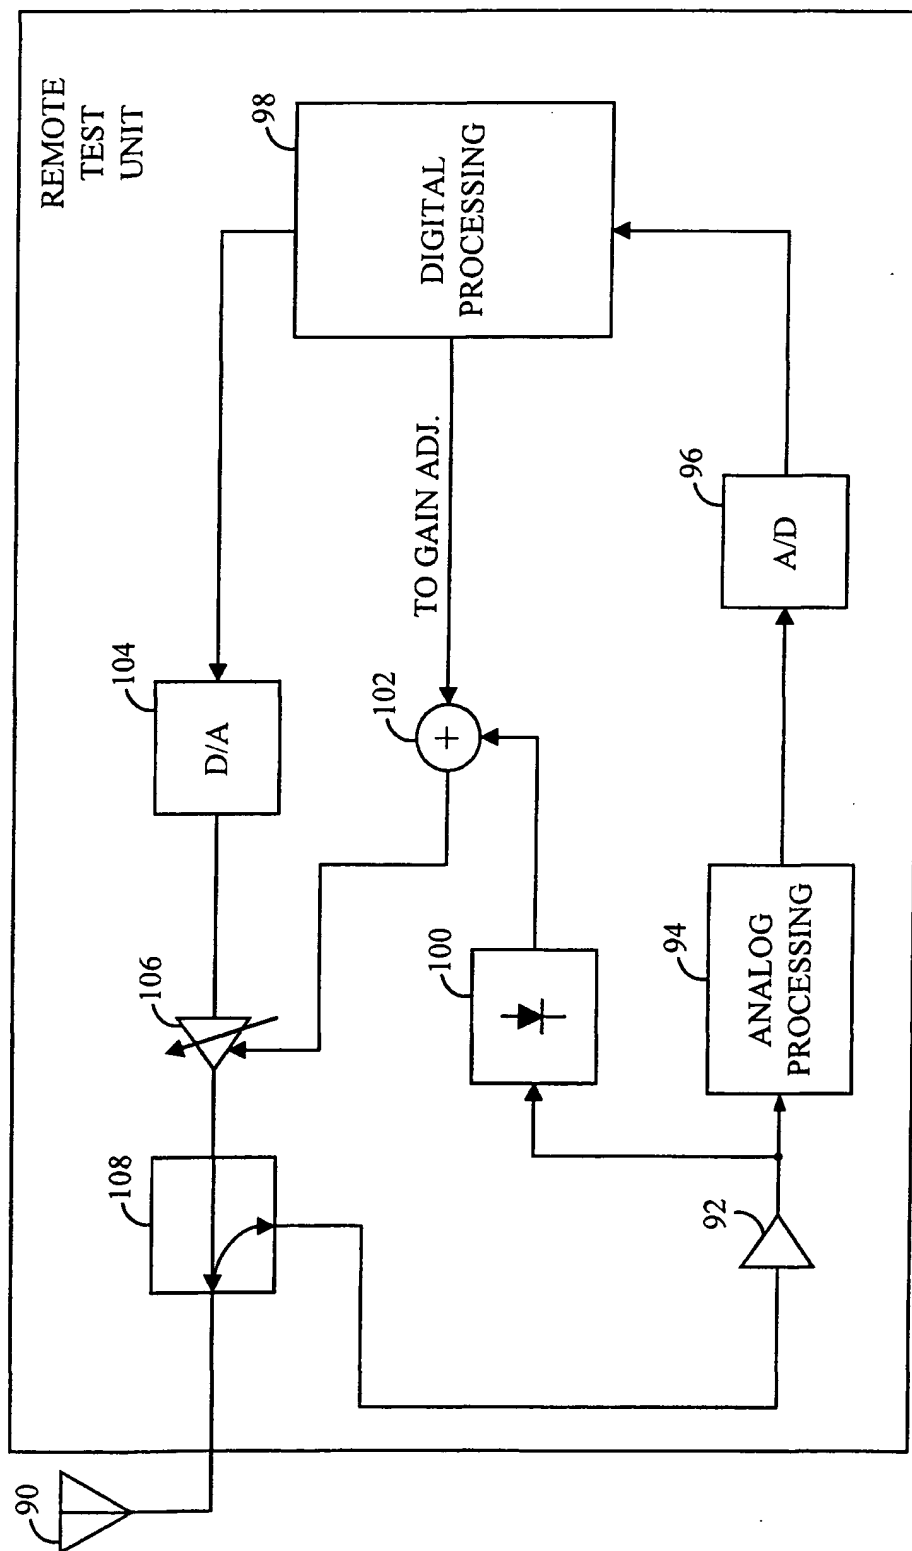 REMOTE
TEST
UNIT
90
108
106
104
D/A
98
DIGITAL
PROCESSING
102
+
TO GAIN ADJ.
100
92
94
ANALOG
PROCESSING
96
A/D